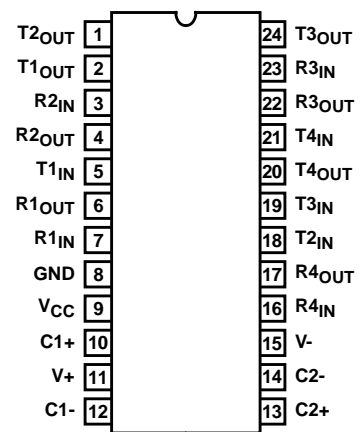 T2OUT 1 24 T3OUT
T1OUT 2 23 R3IN
R2IN 3 22 R3OUT
R2OUT 4 21 T4IN
T1IN 5 20 T4OUT
R1OUT 6 19 T3IN
R1IN 7 18 T2IN
GND 8 17 R4OUT
VCC 9 16 R4IN
C1+ 10 15 V-
V+ 11 14 C2-
C1- 12 13 C2+